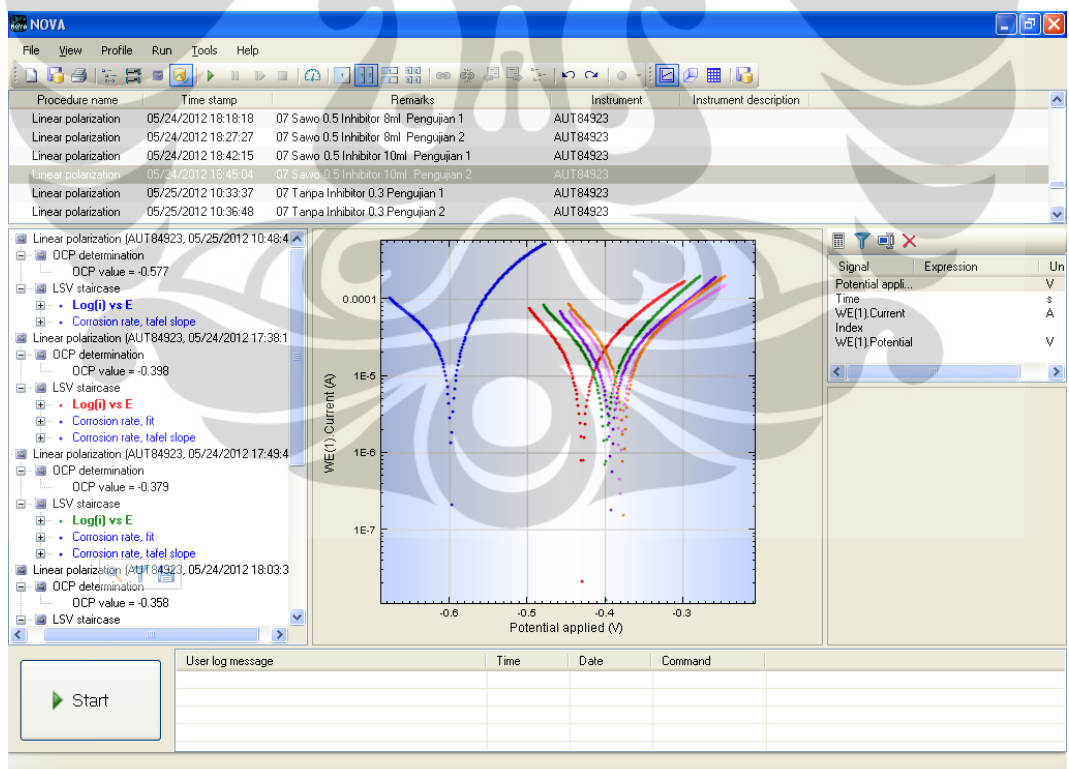 NOVA
File View Profile Run Tools Help
Procedure name Time stamp Remarks Instrument Instrument description
Linear polarization 05/24/2012 18:18:18 07 Sawo 0.5 Inhibitor 8ml Pengujian 1 AUT84923
Linear polarization 05/24/2012 18:27:27 07 Sawo 0.5 Inhibitor 8ml Pengujian 2 AUT84923
Linear polarization 05/24/2012 18:42:15 07 Sawo 0.5 Inhibitor 10ml Pengujian 1 AUT84923
Linear polarization 05/24/2012 18:45:04 07 Sawo 0.5 Inhibitor 10ml Pengujian 2 AUT84923
Linear polarization 05/25/2012 10:33:37 07 Tanpa Inhibitor 0.3 Pengujian 1 AUT84923
Linear polarization 05/25/2012 10:36:48 07 Tanpa Inhibitor 0.3 Pengujian 2 AUT84923
Linear polarization (AUT84923, 05/25/2012 10:48:4
OCP determination
OCP value = -0.577
LSV staircase
Log(i) vs E
Corrosion rate, tafel slope
Linear polarization (AUT84923, 05/24/2012 17:38:1
OCP determination
OCP value = -0.398
LSV staircase
Log(i) vs E
Corrosion rate, fit
Corrosion rate, tafel slope
Linear polarization (AUT84923, 05/24/2012 17:49:4
OCP determination
OCP value = -0.379
LSV staircase
Log(i) vs E
Corrosion rate, fit
Corrosion rate, tafel slope
Linear polarization (AUT84923, 05/24/2012 18:03:3
OCP determination
OCP value = -0.358
LSV staircase
WE(1).Current (A)
0.0001
1E-5
1E-6
1E-7
-0.6 -0.5 -0.4 -0.3
Potential applied (V)
Signal Expression Un
Potential appli... V
Time s
WE(1).Current A
Index
WE(1).Potential V
Start
User log message Time Date Command